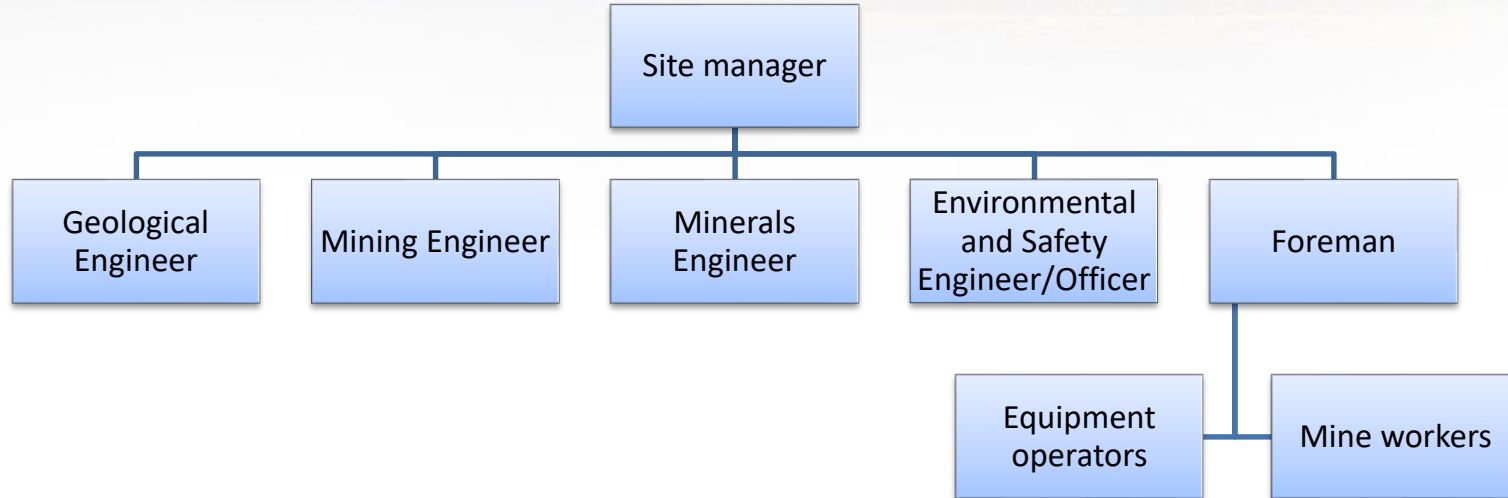 Site manager
Geological
Engineer
Mining Engineer
Minerals
Engineer
Environmental
and Safety
Engineer/Officer
Foreman
Equipment
operators
Mine workers